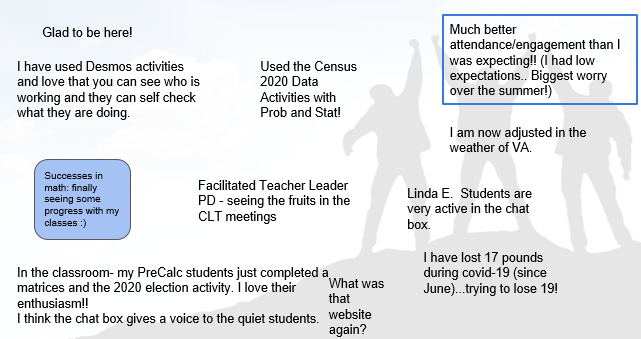 Glad to be here!
I have used Desmos activities
and love that you can see who is
working and they can self check
what they are doing.
Used the Census
2020 Data
Activities with
Prob and Stat!
Much better
attendance/engagement than I
was expecting!! (I had low
expectations.. Biggest worry
over the summer!)
I am now adjusted in the
weather of VA.
Successes in
math: finally
seeing some
progress with my
classes :)
Facilitated Teacher Leader
PD - seeing the fruits in the
CLT meetings
Linda E.  Students are
very active in the chat
box.
I have lost 17 pounds
during covid-19 (since
June)...trying to lose 19!
In the classroom- my PreCalc students just completed a
matrices and the 2020 election activity. I love their
enthusiasm!!
I think the chat box gives a voice to the quiet students.
What was
that
website
again?